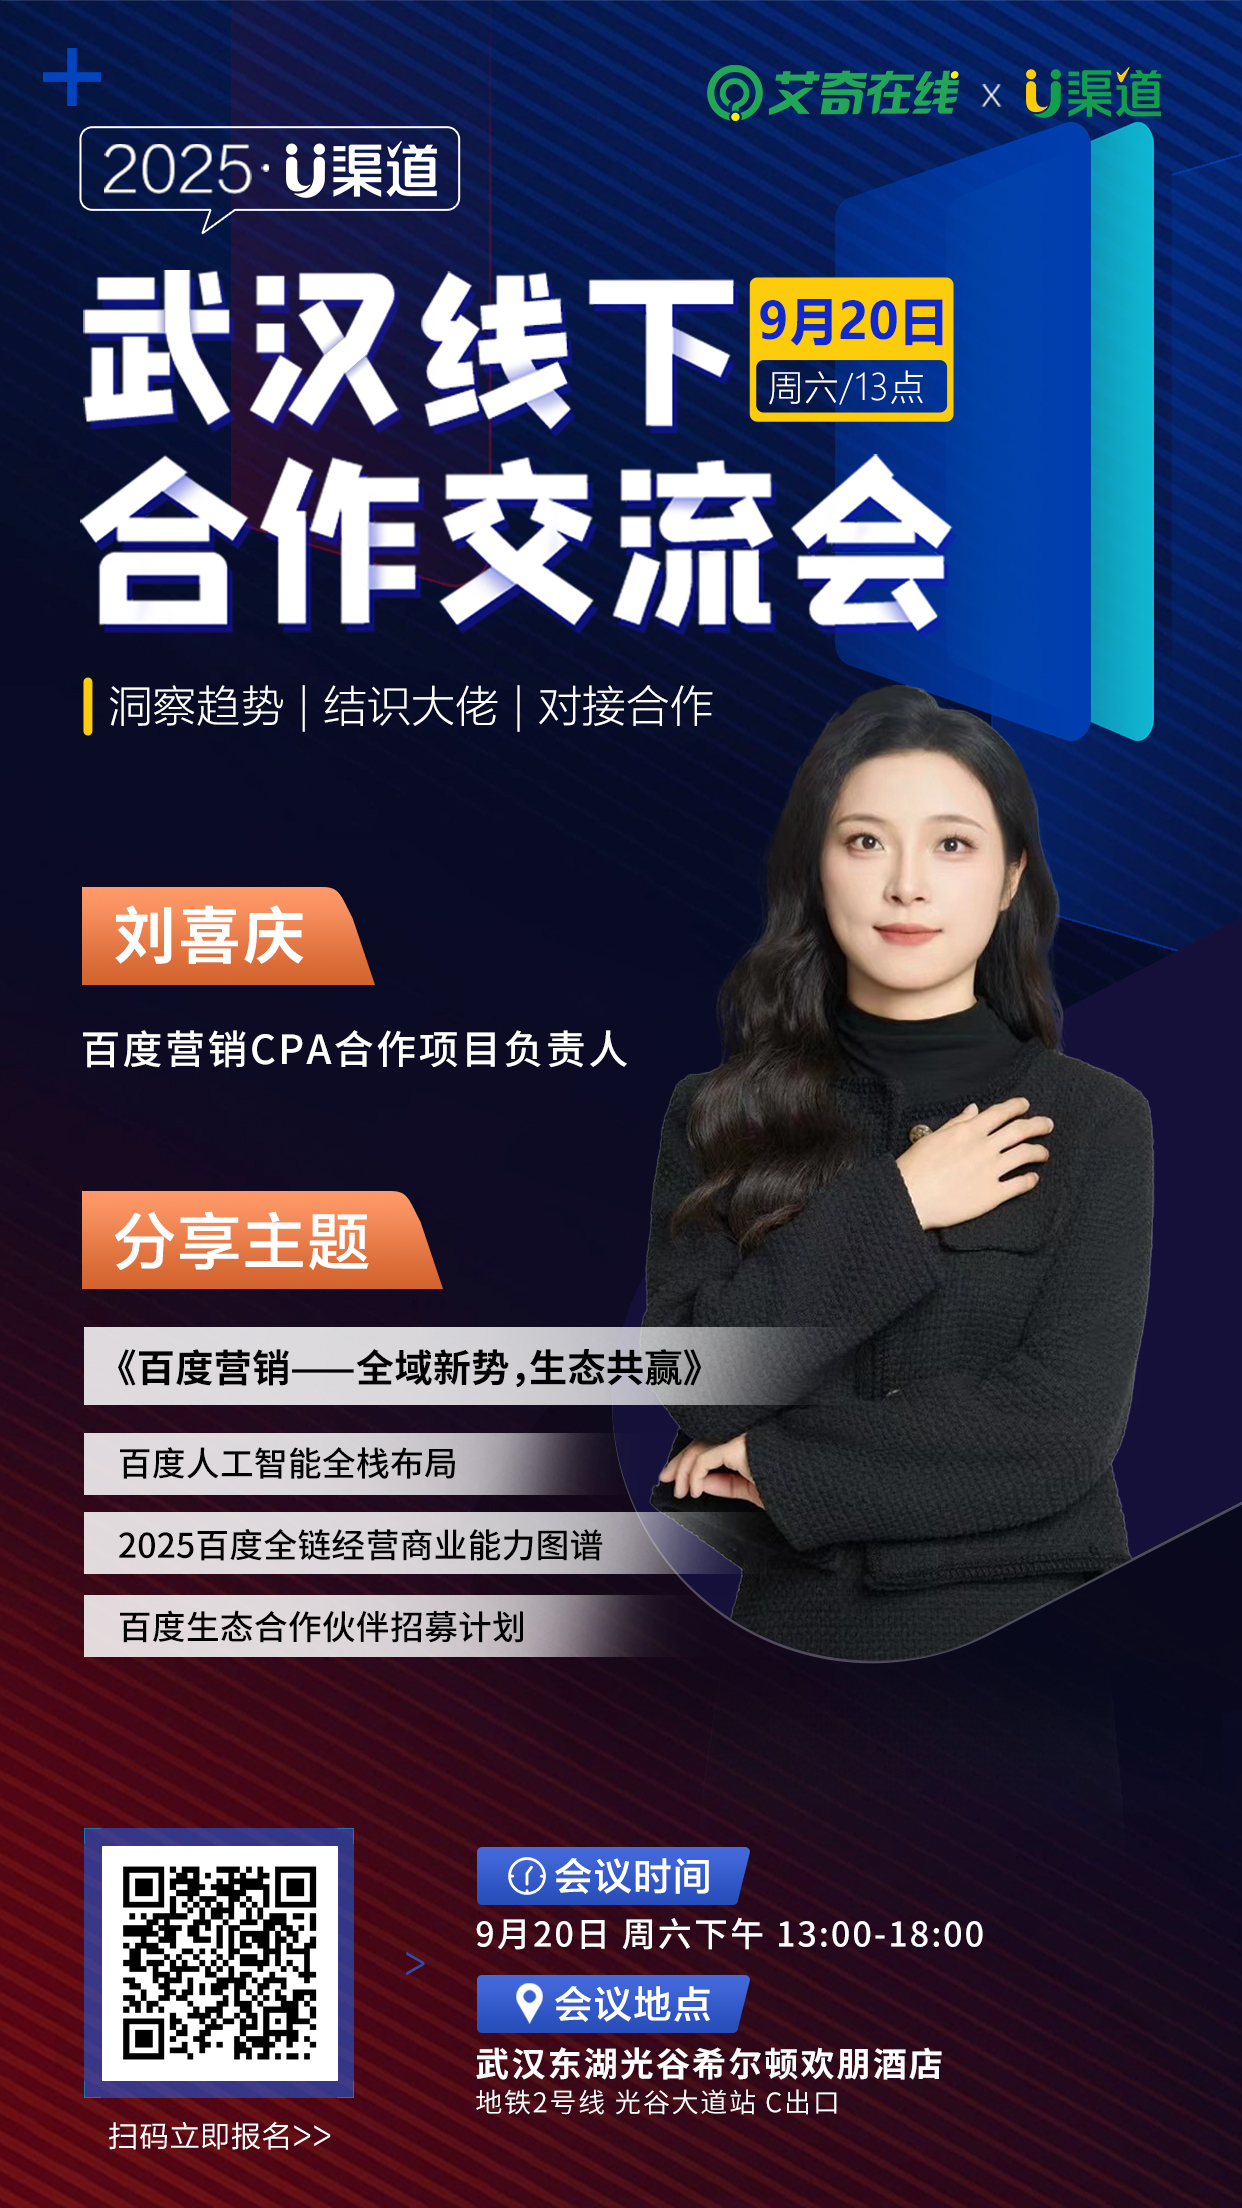 艾奇在线 x U渠道
2025·U渠道
武汉线下
9月20日
周六/13点
合作交流会
洞察趋势|结识大佬|对接合作
刘喜庆
百度营销CPA合作项目负责人
分享主题
《百度营销——全域新势,生态共赢》
百度人工智能全栈布局
2025百度全链经营商业能力图谱
百度生态合作伙伴招募计划
会议时间
9月20日 周六下午 13:00-18:00
>
会议地点
武汉东湖光谷希尔顿欢朋酒店
地铁2号线 光谷大道站 C出口
扫码立即报名>>